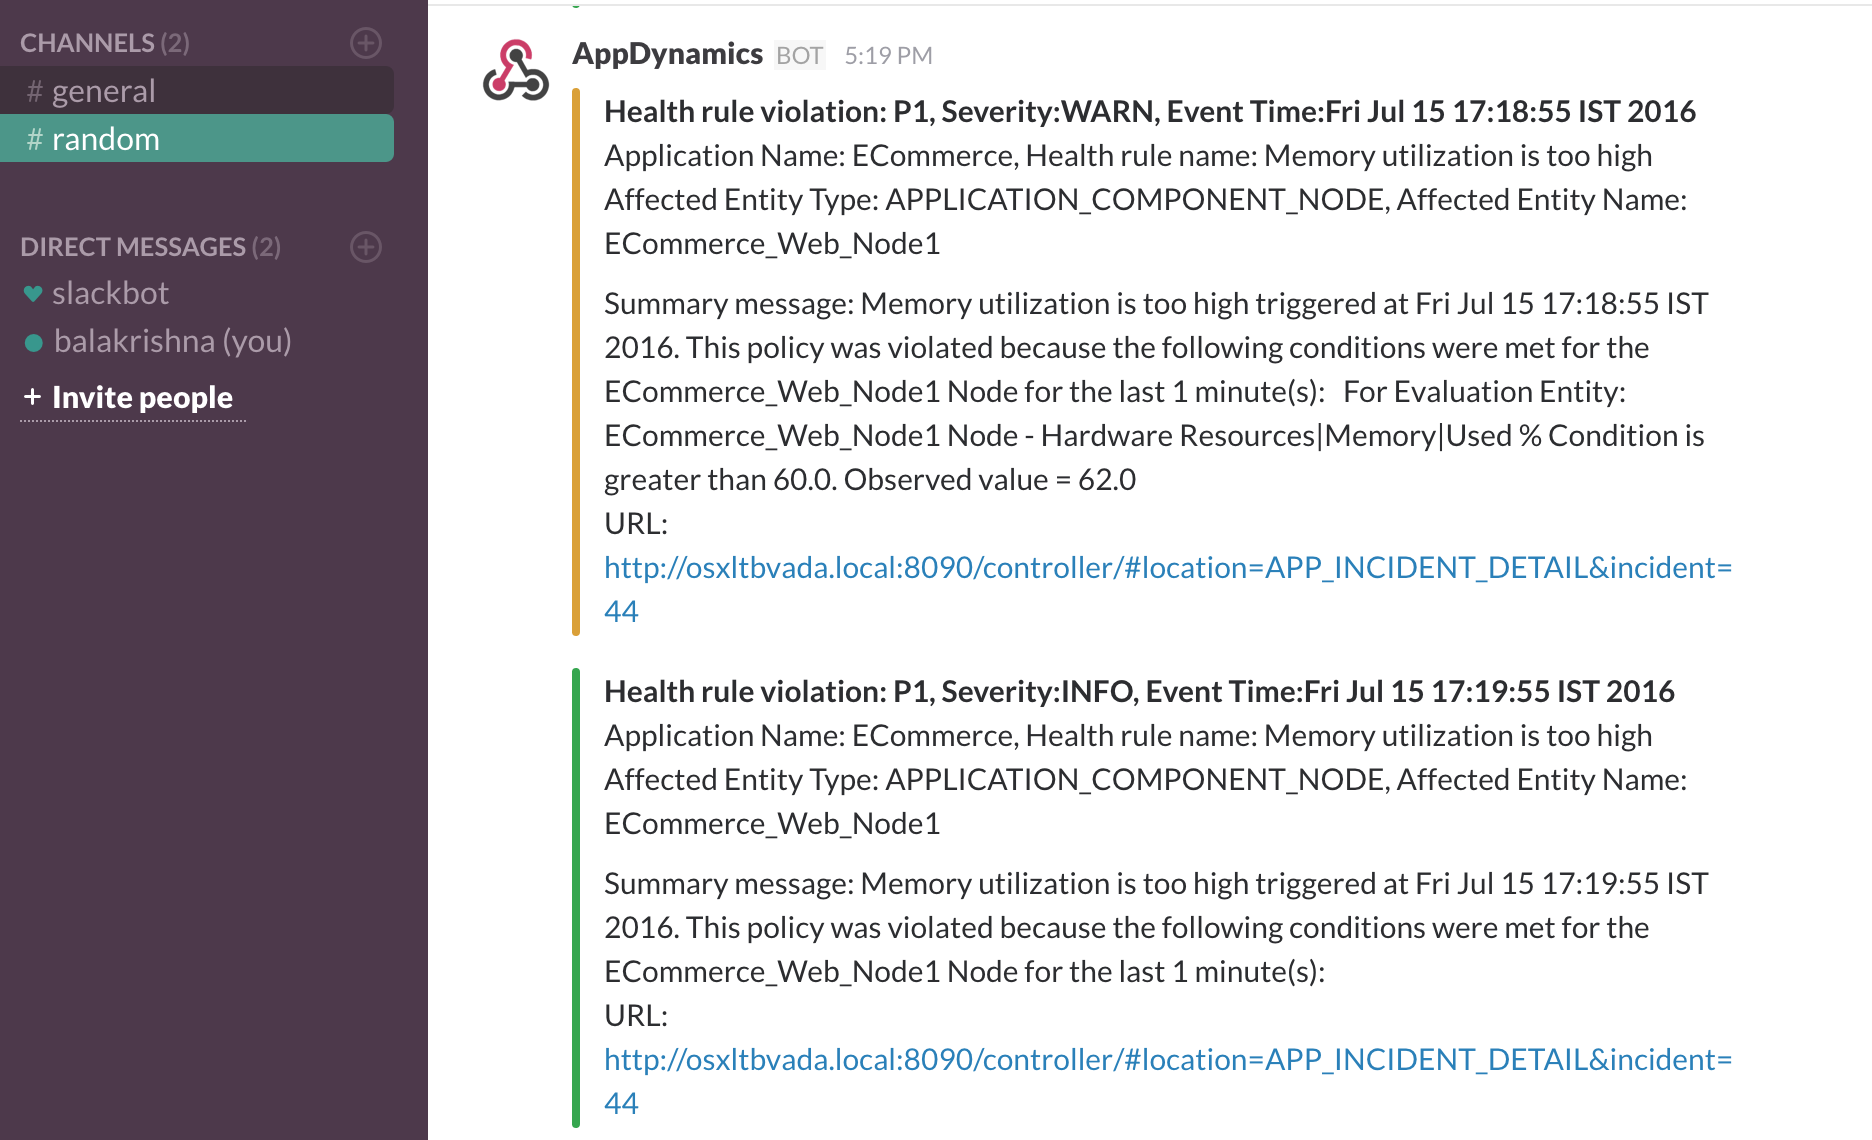 CHANNELS (2)
# general
# random
DIRECT MESSAGES (2)
slackbot
balakrishna (you)
+ Invite people
AppDynamics BOT 5:19 PM
Health rule violation: P1, Severity:WARN, Event Time:Fri Jul 15 17:18:55 IST 2016
Application Name: ECommerce, Health rule name: Memory utilization is too high
Affected Entity Type: APPLICATION_COMPONENT_NODE, Affected Entity Name:
ECommerce_Web_Node1
Summary message: Memory utilization is too high triggered at Fri Jul 15 17:18:55 IST
2016. This policy was violated because the following conditions were met for the
ECommerce_Web_Node1 Node for the last 1 minute(s):   For Evaluation Entity:
ECommerce_Web_Node1 Node - Hardware Resources|Memory|Used % Condition is
greater than 60.0. Observed value = 62.0
URL:
http://osxltbvada.local:8090/controller/#location=APP_INCIDENT_DETAIL&incident=
44
Health rule violation: P1, Severity:INFO, Event Time:Fri Jul 15 17:19:55 IST 2016
Application Name: ECommerce, Health rule name: Memory utilization is too high
Affected Entity Type: APPLICATION_COMPONENT_NODE, Affected Entity Name:
ECommerce_Web_Node1
Summary message: Memory utilization is too high triggered at Fri Jul 15 17:19:55 IST
2016. This policy was violated because the following conditions were met for the
ECommerce_Web_Node1 Node for the last 1 minute(s):
URL:
http://osxltbvada.local:8090/controller/#location=APP_INCIDENT_DETAIL&incident=
44